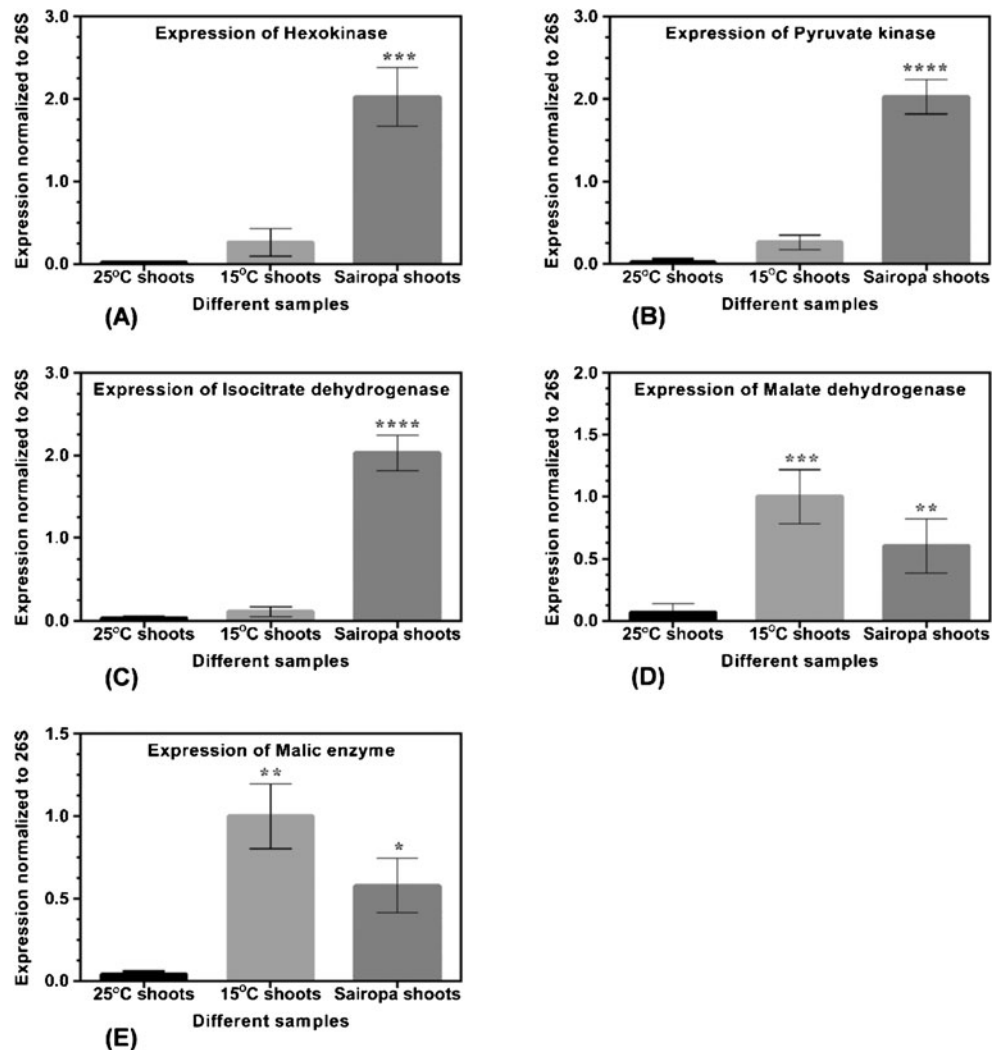 Expression of Hexokinase
***
Expression normalized to 26S
3.0
2.0
1.0
0.0
25°C shoots 15°C shoots Sairopa shoots
Different samples
(A)
Expression of Pyruvate kinase
****
Expression normalized to 26S
3.0
2.0
1.0
0.0
25°C shoots 15°C shoots Sairopa shoots
Different samples
(B)
Expression of Isocitrate dehydrogenase
****
Expression normalized to 26S
3.0
2.0
1.0
0.0
25°C shoots 15°C shoots Sairopa shoots
Different samples
(C)
Expression of Malate dehydrogenase
***
**
Expression normalized to 26S
2.0
1.5
1.0
0.5
0.0
25°C shoots 15°C shoots Sairopa shoots
Different samples
(D)
Expression of Malic enzyme
**
*
Expression normalized to 26S
1.5
1.0
0.5
0.0
25°C shoots 15°C shoots Sairopa shoots
Different samples
(E)